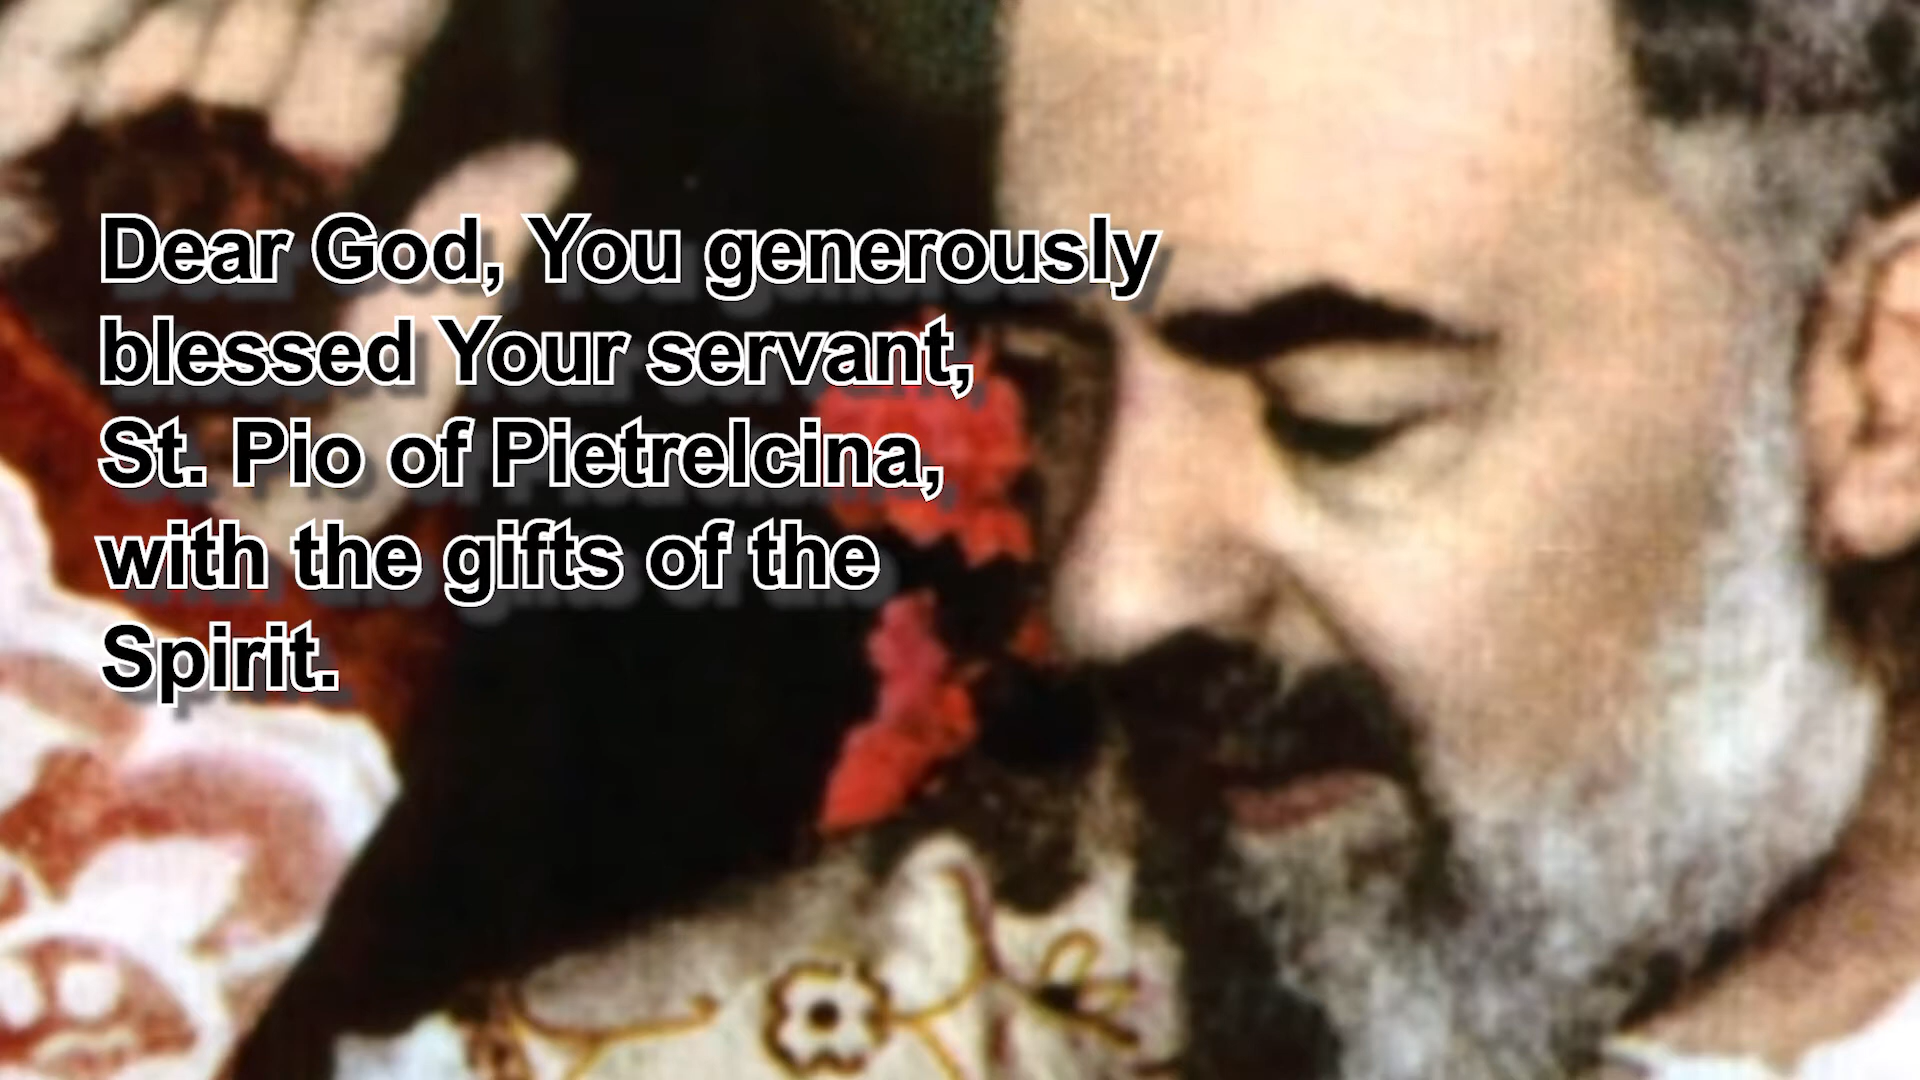 Dear God, You generously
blessed Your servant,
St. Pio of Pietrelcina,
with the gifts of the
Spirit.